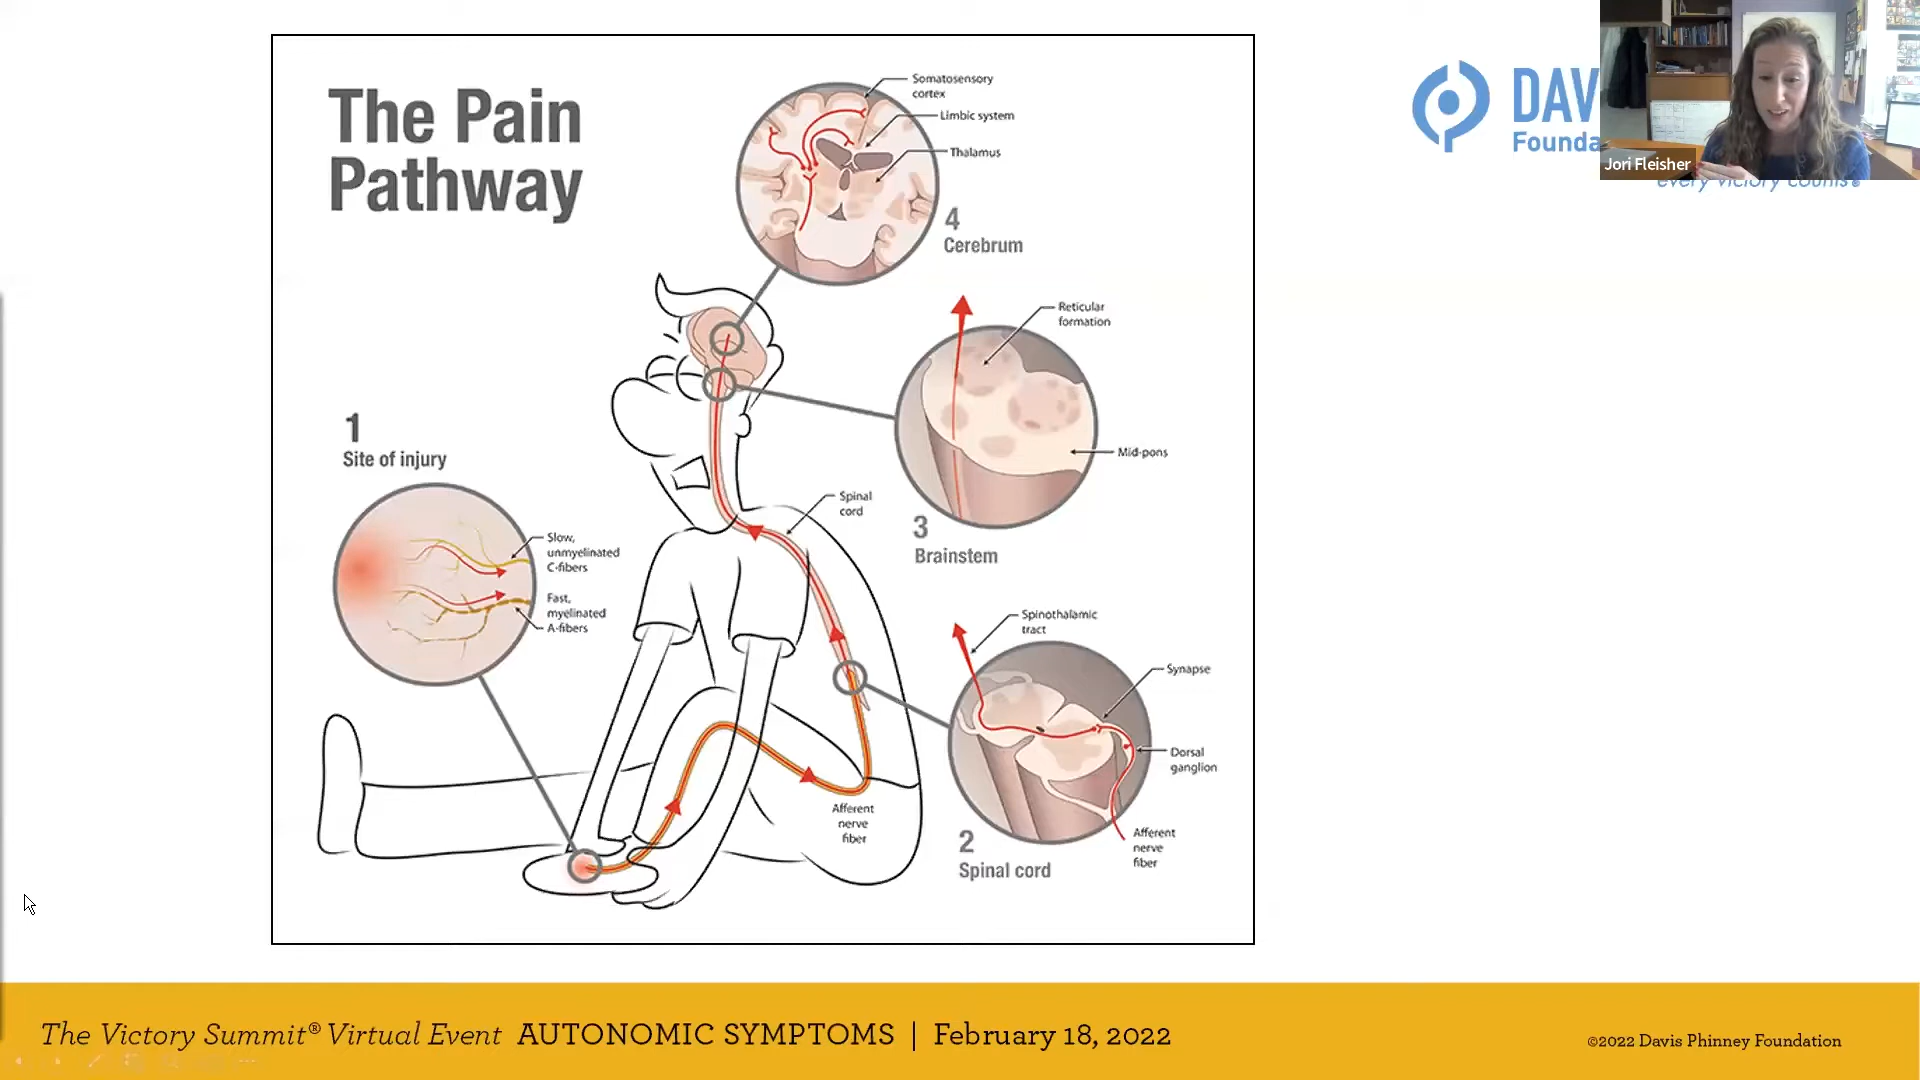 The Pain
Pathway
Somatosensory
cortex
Limbic system
Thalamus
4
Cerebrum
Reticular
formation
Mid-pons
3
Brainstem
1
Site of injury
Slow,
unmyelinated
C-fibers
Fast,
myelinated
A-fibers
Spinal
cord
Spinothalamic
tract
Synapse
Dorsal
ganglion
Afferent
nerve
fiber
2
Spinal cord
Afferent
nerve
fiber
DAV
Founda
every victory counts®
Jori Fleisher
The Victory Summit® Virtual Event AUTONOMIC SYMPTOMS | February 18, 2022
©2022 Davis Phinney Foundation